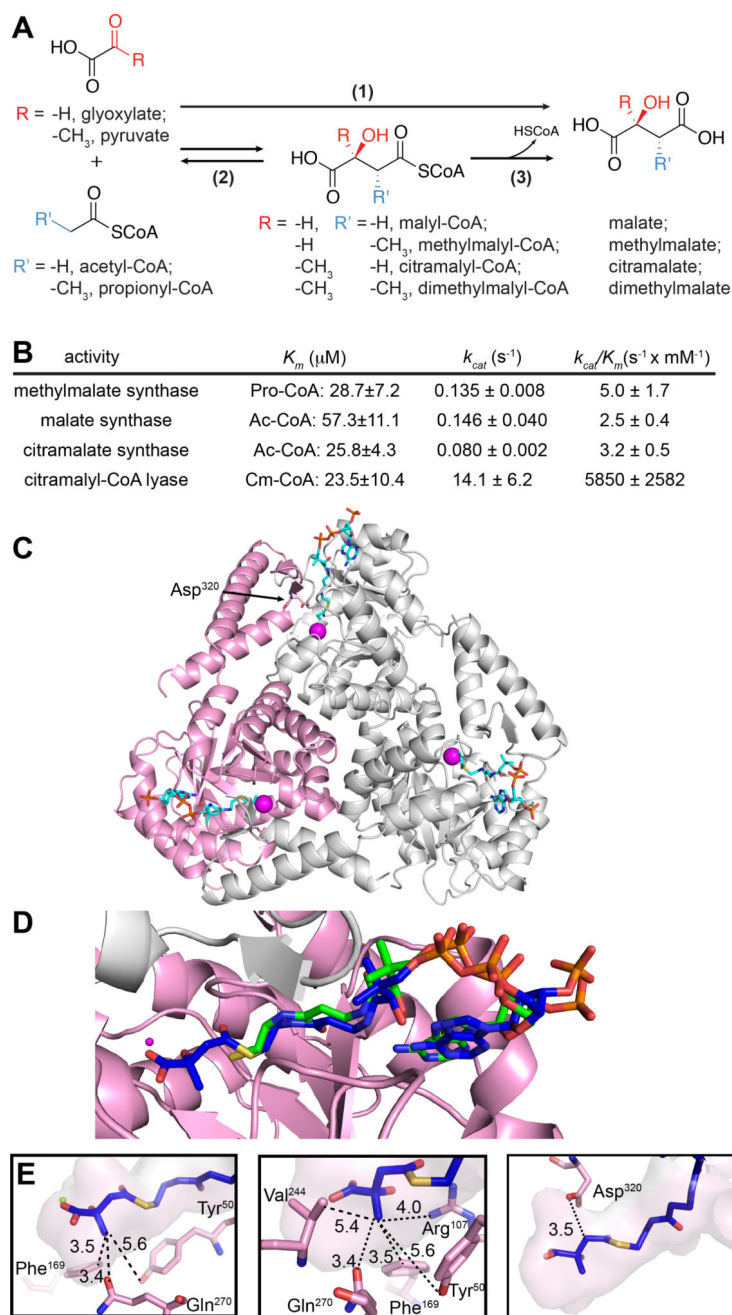 A
HO
O
O
R
R = -H, glyoxylate;
-CH3, pyruvate
+
R'
O
SCoA
R' = -H, acetyl-CoA;
-CH3, propionyl-CoA
(1)
(2)
HO
O
R
OH
O
SCoA
R'
HSCoA
(3)
HO
O
R
OH
O
OH
R'
R = -H, R' = -H, malyl-CoA; malate;
-H -CH3, methylmalyl-CoA; methylmalate;
-CH3 -H, citramalyl-CoA; citramalate;
-CH3 -CH3, dimethylmalyl-CoA dimethylmalate
B
activity Km (μM) kcat (s-1) kcat/Km(s-1 x mM-1)
methylmalate synthase Pro-CoA: 28.7±7.2 0.135 ± 0.008 5.0 ± 1.7
malate synthase Ac-CoA: 57.3±11.1 0.146 ± 0.040 2.5 ± 0.4
citramalate synthase Ac-CoA: 25.8±4.3 0.080 ± 0.002 3.2 ± 0.5
citramalyl-CoA lyase Cm-CoA: 23.5±10.4 14.1 ± 6.2 5850 ± 2582
C
Asp320
D
E
Tyr50
3.5
5.6
3.4
Phe169
Gln270
Val244
4.0
5.4
Arg107
3.4
3.5
5.6
Gln270
Phe169
Tyr50
Asp320
3.5